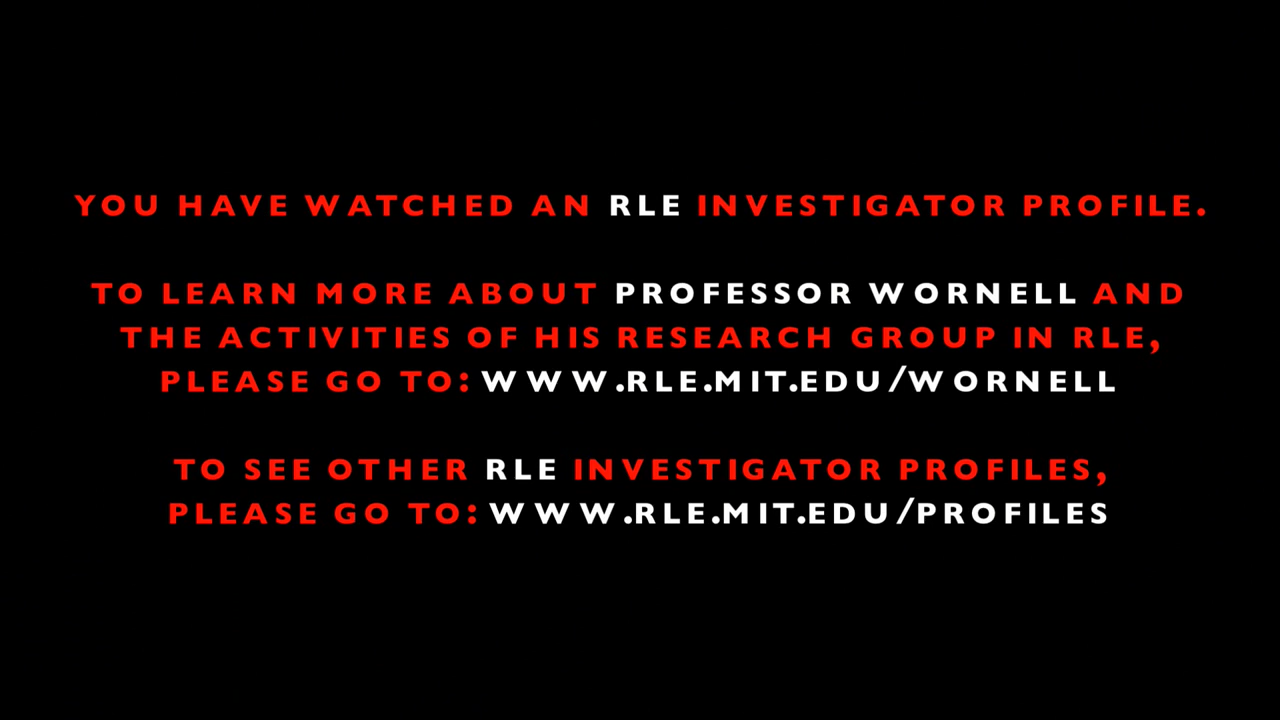 YOU HAVE WATCHED AN RLE INVESTIGATOR PROFILE.
TO LEARN MORE ABOUT PROFESSOR WORNELL AND
THE ACTIVITIES OF HIS RESEARCH GROUP IN RLE,
PLEASE GO TO: WWW.RLE.MIT.EDU/WORNELL
TO SEE OTHER RLE INVESTIGATOR PROFILES,
PLEASE GO TO: WWW.RLE.MIT.EDU/PROFILES